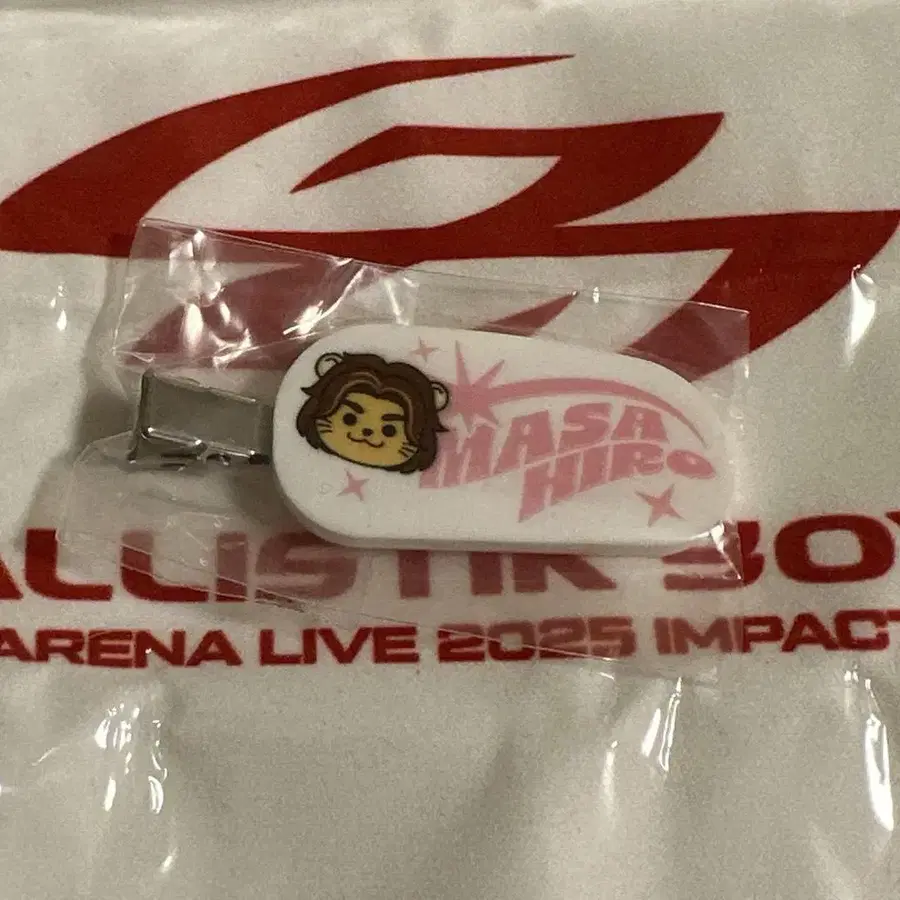 MASA
HIRO
ALLISTIK BOY
ARENA LIVE 2025 IMPACT